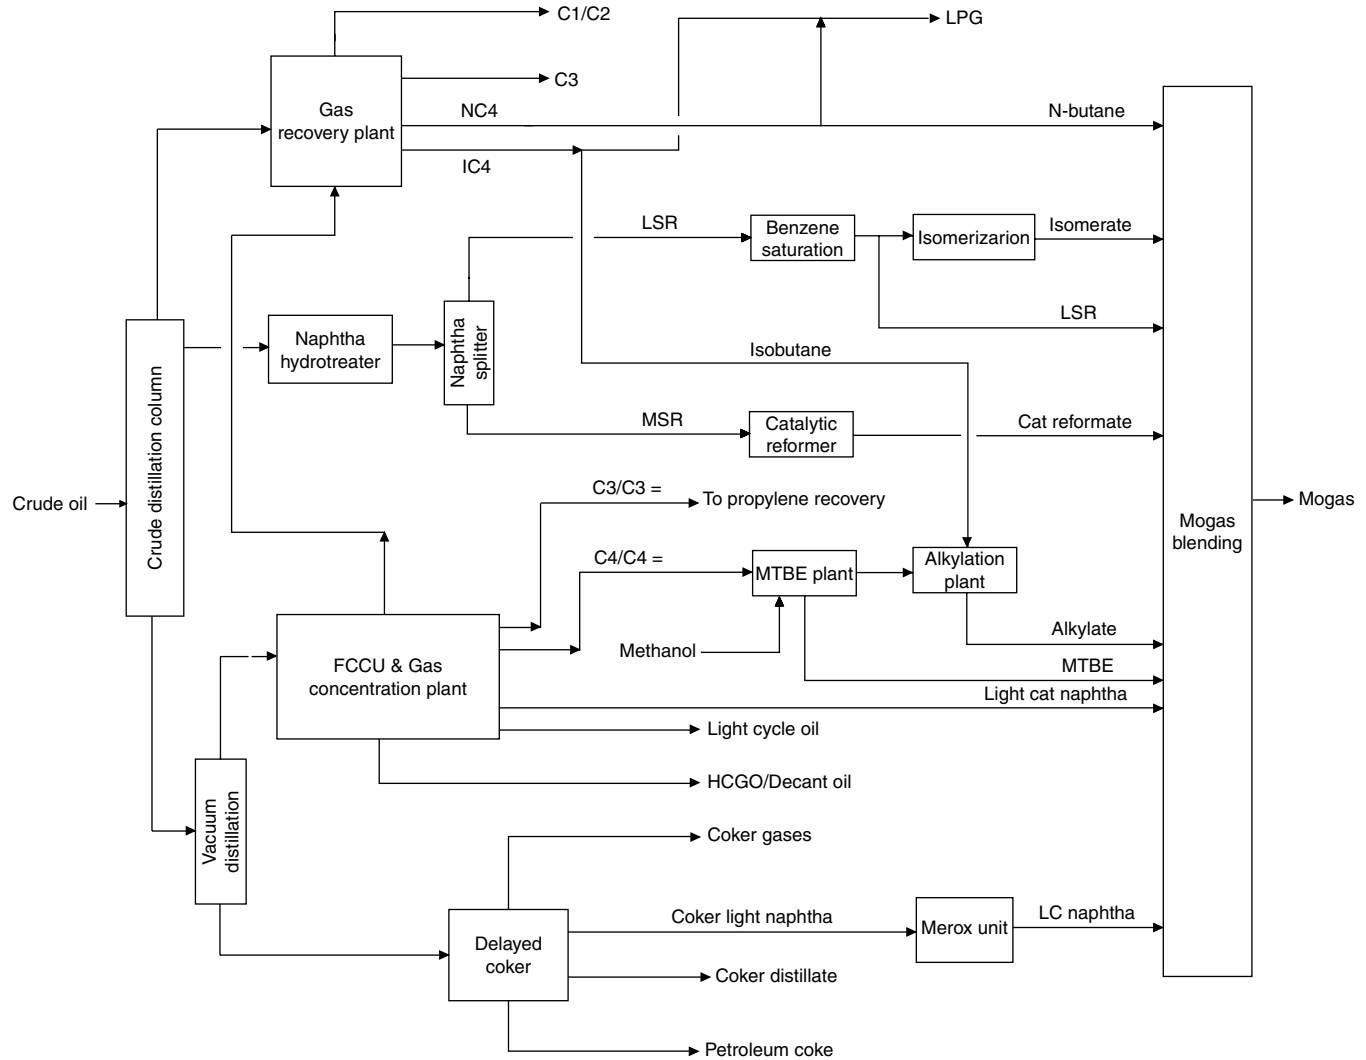 C1/C2
LPG
C3
Gas
recovery plant
NC4
N-butane
IC4
LSR
Benzene
saturation
Isomerizarion
Isomerate
LSR
Naphtha
hydrotreater
Naphtha
splitter
Isobutane
MSR
Catalytic
reformer
Cat reformate
Crude oil
Crude distillation column
C3/C3 =
To propylene recovery
Mogas
blending
Mogas
C4/C4 =
MTBE plant
Alkylation
plant
Methanol
Alkylate
FCCU & Gas
concentration plant
MTBE
Light cat naphtha
Light cycle oil
HCGO/Decant oil
Vacuum
distillation
Coker gases
Delayed
coker
Coker light naphtha
Merox unit
LC naphtha
Coker distillate
Petroleum coke